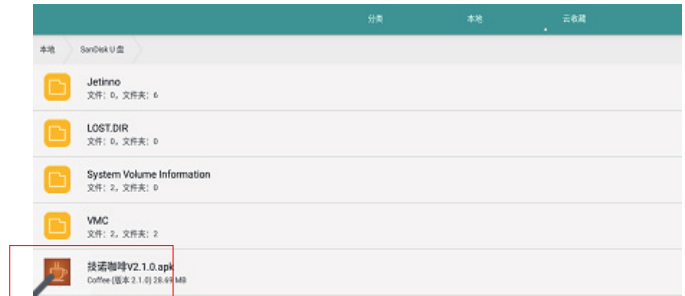 分类
本地
云收藏
本地
SanDisk U 盘
Jetinno
文件: 0, 文件夹: 6
LOST.DIR
文件: 0, 文件夹: 0
System Volume Information
文件: 2, 文件夹: 0
VMC
文件: 2, 文件夹: 2
技诺咖啡V2.1.0.apk
Coffee [版本 2.1.0] 28.69 MB